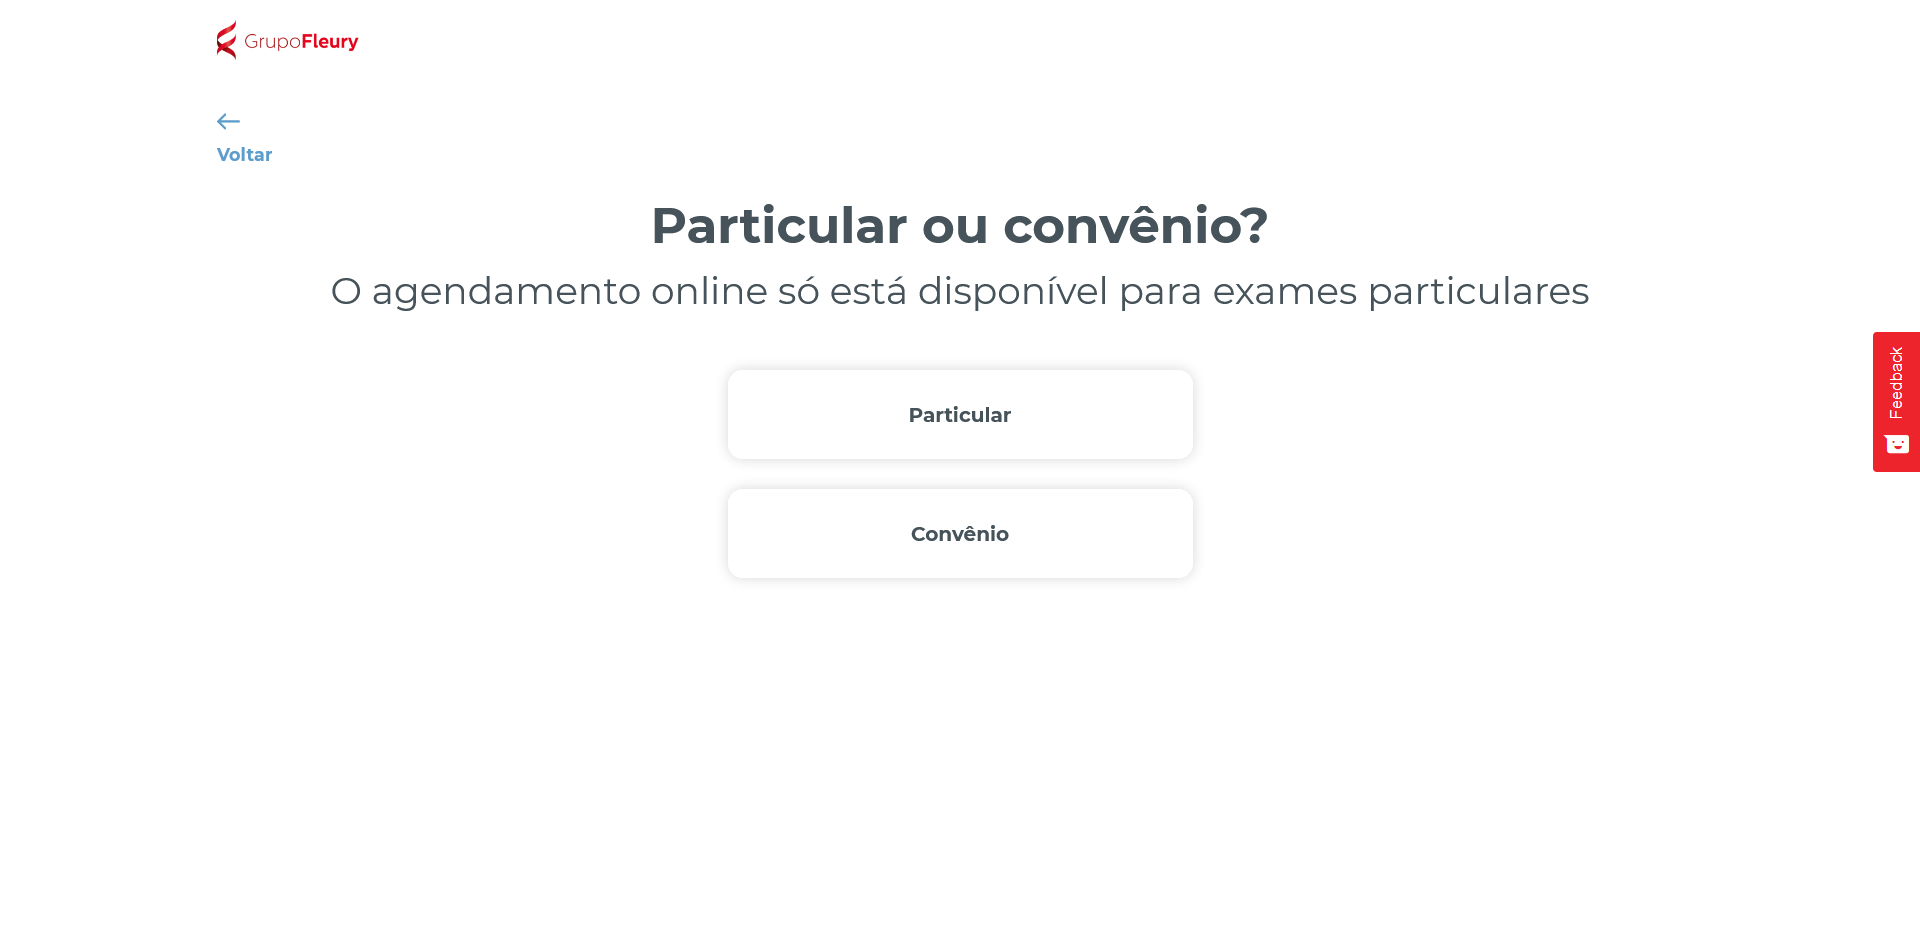 GrupoFleury
Voltar
Particular ou convênio?
O agendamento online só está disponível para exames particulares
Particular
Convênio
Feedback